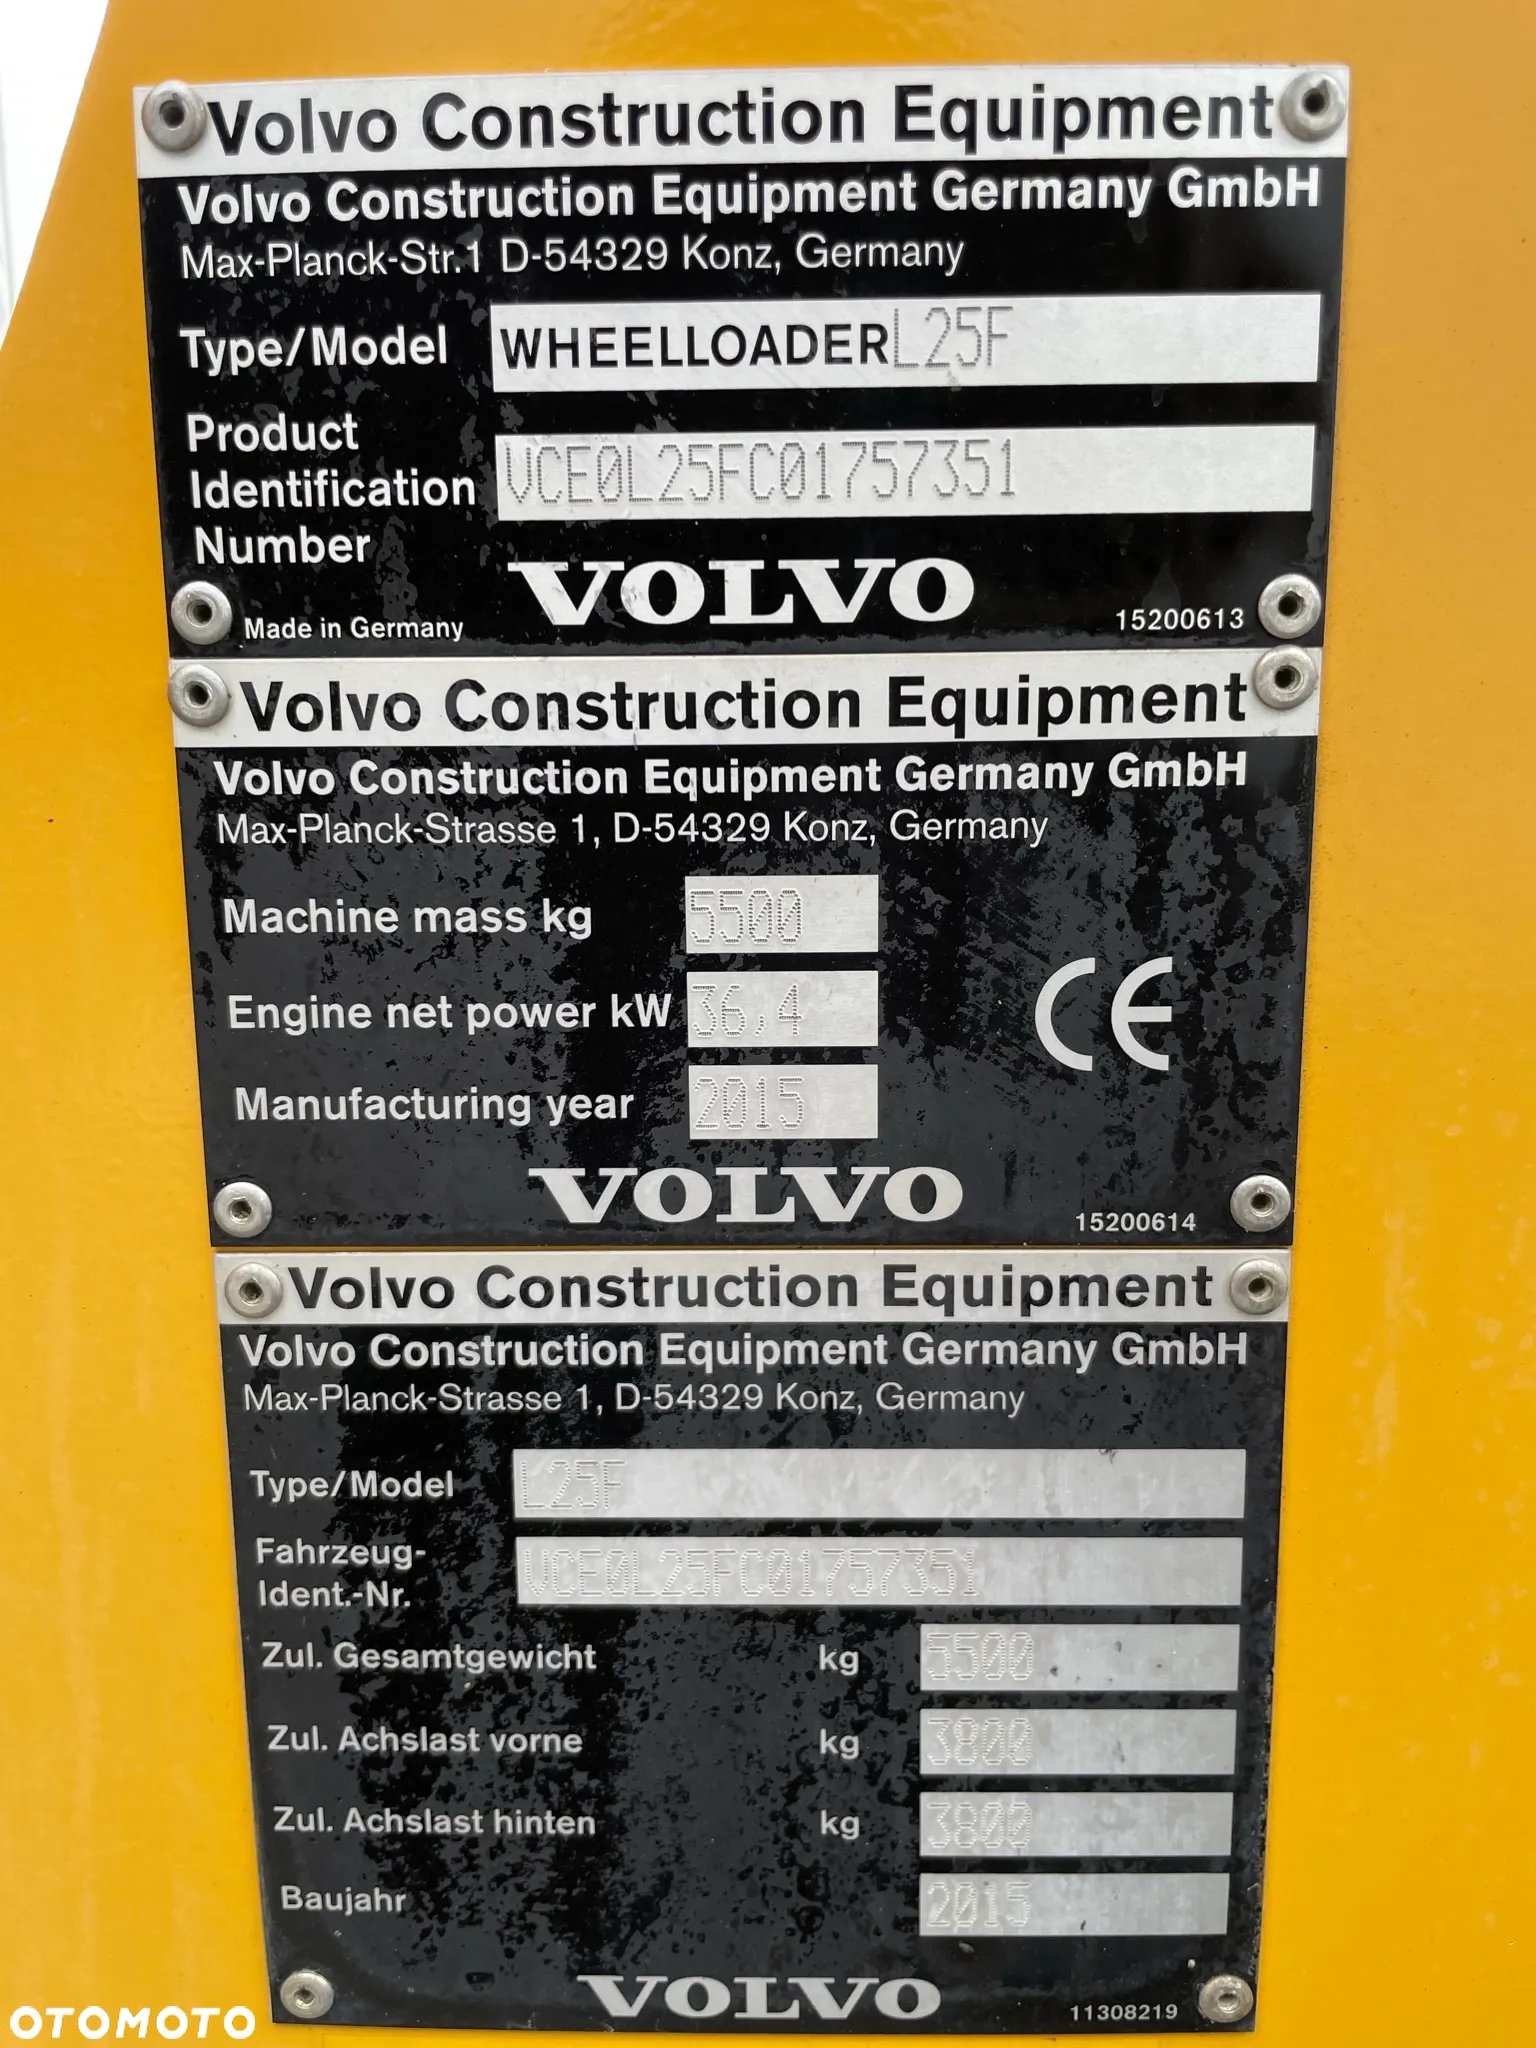 Volvo Construction Equipment
Volvo Construction Equipment Germany GmbH
Max-Planck-Str.1 D-54329 Konz, Germany
Type/Model WHEELLOADER L25F
Product
Identification VCE0L25FC01757351
Number
VOLVO
Made in Germany 15200613
Volvo Construction Equipment
Volvo Construction Equipment Germany GmbH
Max-Planck-Strasse 1, D-54329 Konz, Germany
Machine mass kg 5500
Engine net power kW 36,4
CE
Manufacturing year 2015
VOLVO
15200614
Volvo Construction Equipment
Volvo Construction Equipment Germany GmbH
Max-Planck-Strasse 1, D-54329 Konz, Germany
Type/Model L25F
Fahrzeug-
Ident.-Nr. VCE0L25FC01757351
Zul. Gesamtgewicht kg 5500
Zul. Achslast vorne kg 3800
Zul. Achslast hinten kg 3800
Baujahr 2015
VOLVO
11308219
OTOMOTO